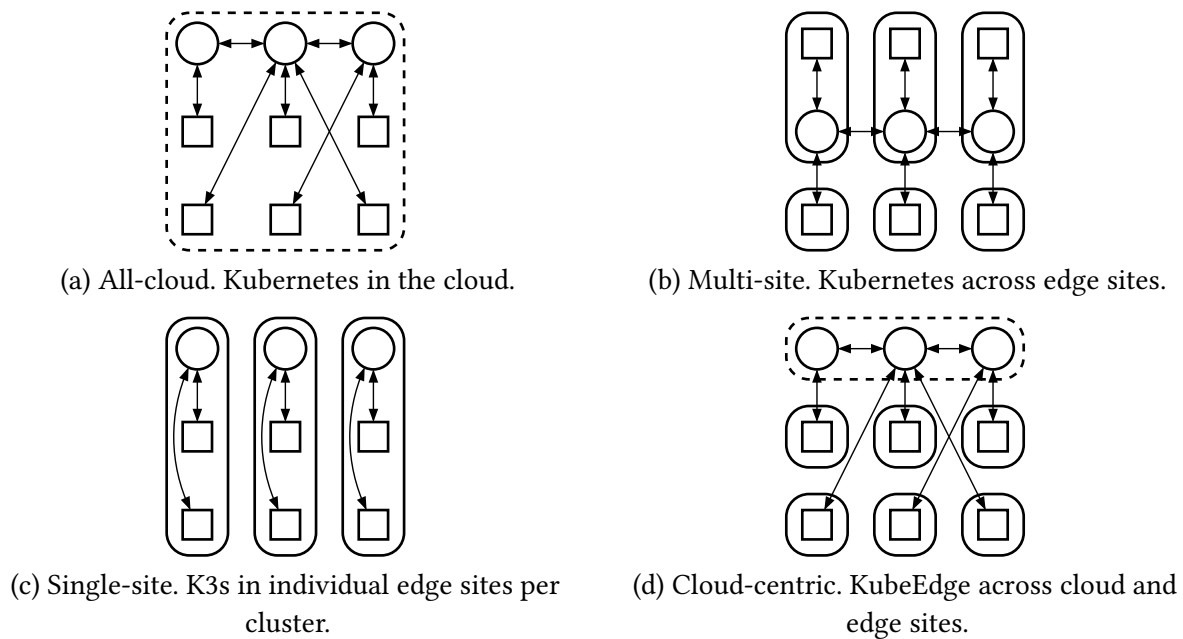 (a) All-cloud. Kubernetes in the cloud.
(b) Multi-site. Kubernetes across edge sites.
(c) Single-site. K3s in individual edge sites per
cluster.
(d) Cloud-centric. KubeEdge across cloud and
edge sites.